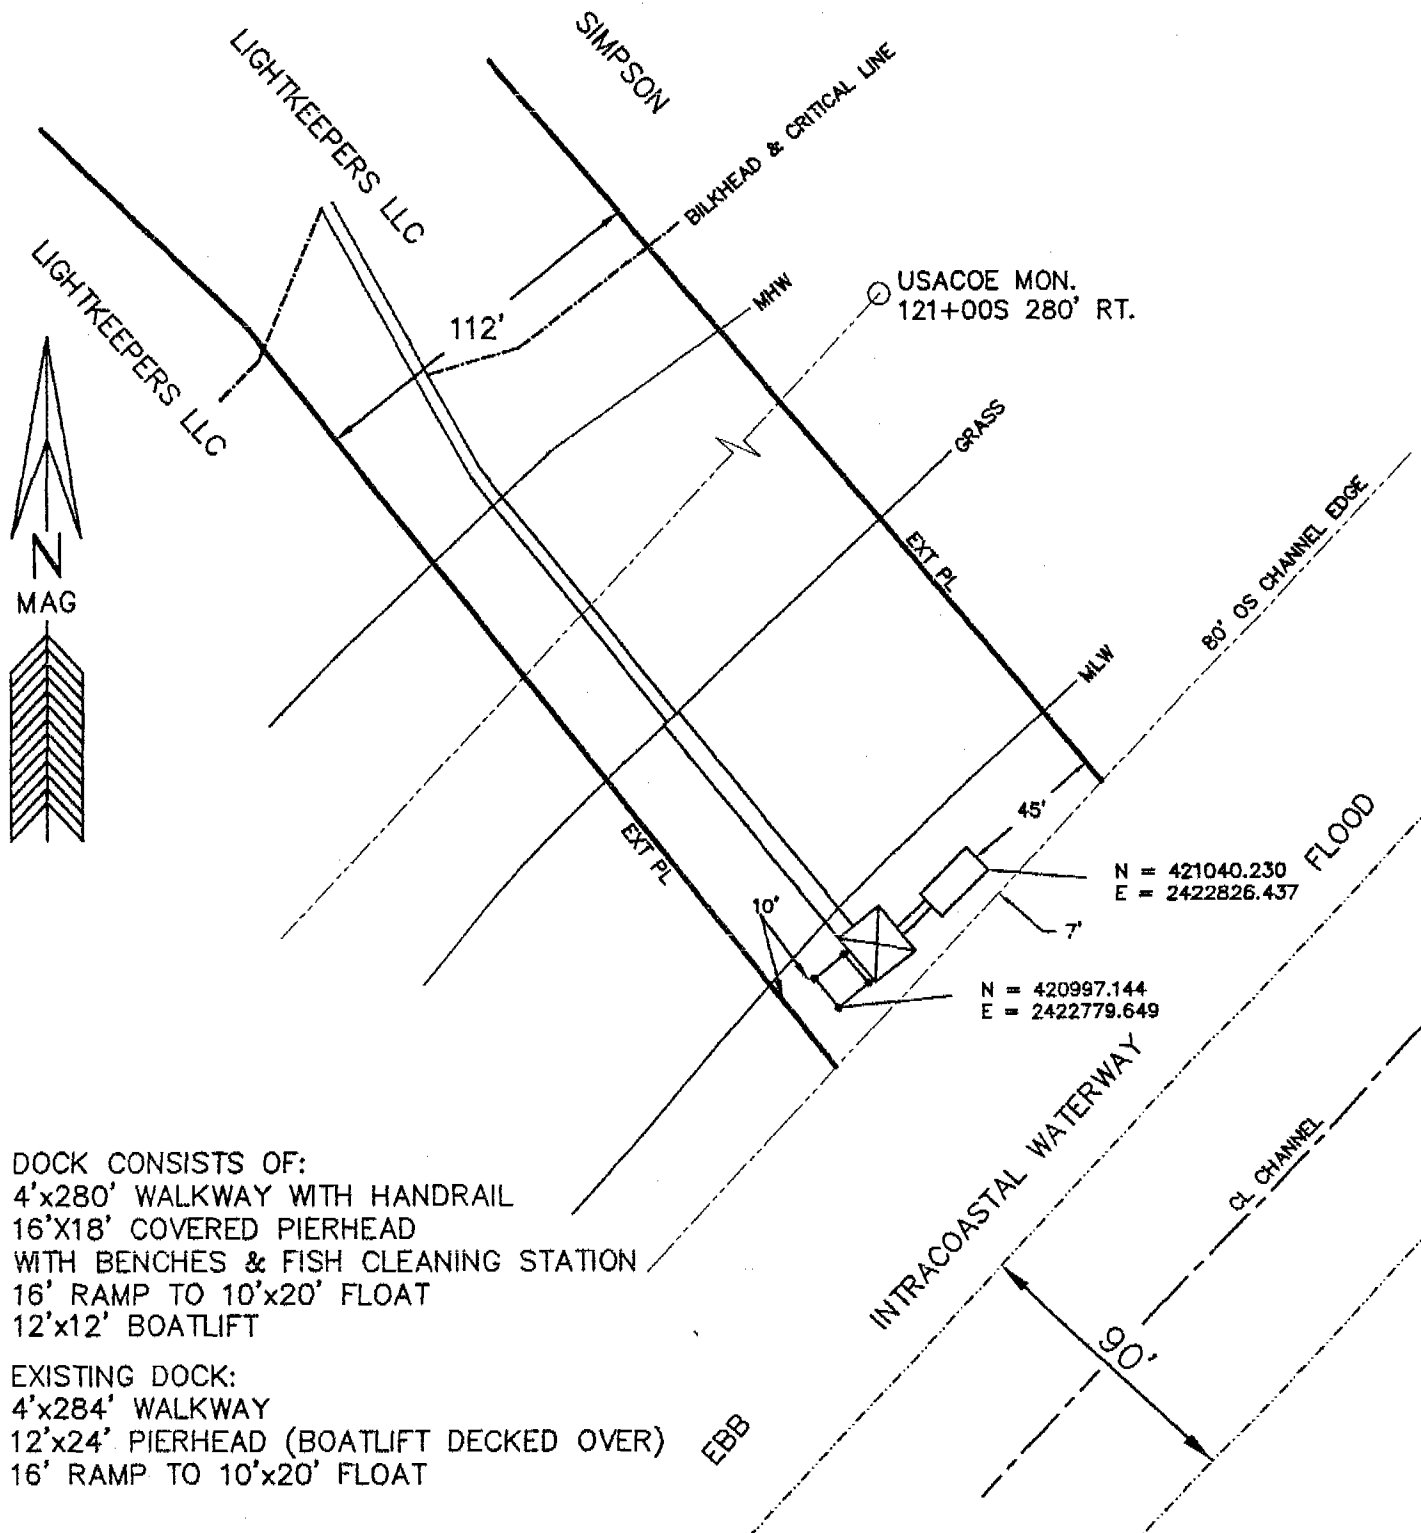 SIMPSON
LIGHTKEEPERS LLC
BILKHEAD & CRITICAL LINE
LIGHTKEEPERS LLC
112'
MHW
USACOE MON.
121+00S 280' RT.
GRASS
N
MAG
EXT PL
80' OS CHANNEL EDGE
MLW
45'
EXT PL
FLOOD
N = 421040.230
E = 2422826.437
10'
7'
N = 420997.144
E = 2422779.649
INTRACOASTAL WATERWAY
CL CHANNEL
90'
EBB
DOCK CONSISTS OF:
4'x280' WALKWAY WITH HANDRAIL
16'X18' COVERED PIERHEAD
WITH BENCHES & FISH CLEANING STATION
16' RAMP TO 10'x20' FLOAT
12'x12' BOATLIFT
EXISTING DOCK:
4'x284' WALKWAY
12'x24' PIERHEAD (BOATLIFT DECKED OVER)
16' RAMP TO 10'x20' FLOAT